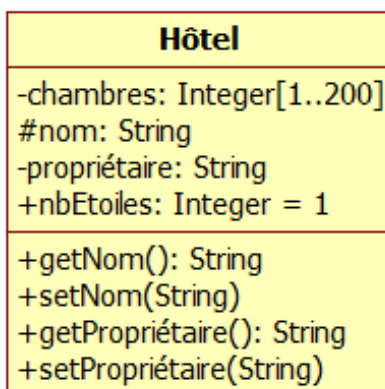 Hôtel
-chambres: Integer[1..200]
#nom: String
-propriétaire: String
+nbEtoiles: Integer = 1
+getNom(): String
+setNom(String)
+getPropriétaire(): String
+setPropriétaire(String)